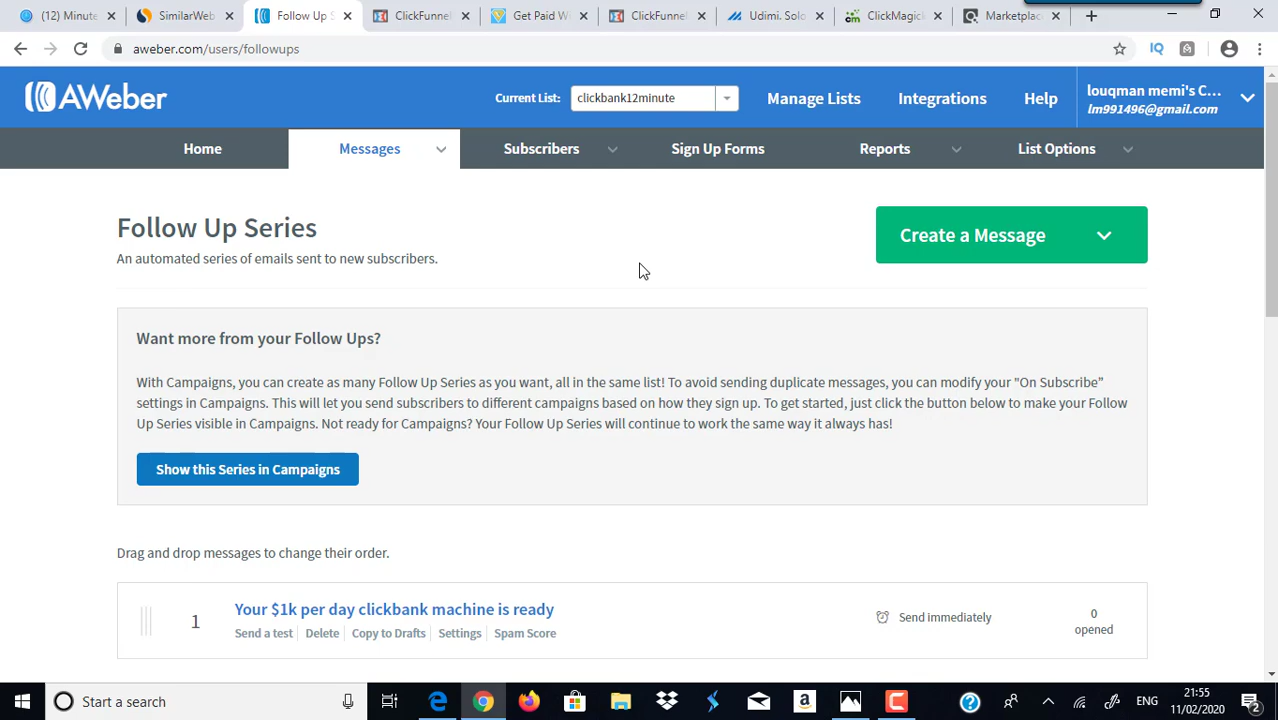 (12) Minute
SimilarWeb
Follow Up S
ClickFunnel
Get Paid Wi
ClickFunnel
Udimi. Solo
ClickMagick
Marketplac
aweber.com/users/followups
IQ
AWeber
Current List:
clickbank12minute
Manage Lists
Integrations
Help
louqman memi's C...
lm991496@gmail.com
Home
Messages
Subscribers
Sign Up Forms
Reports
List Options
Follow Up Series
An automated series of emails sent to new subscribers.
Create a Message
Want more from your Follow Ups?
With Campaigns, you can create as many Follow Up Series as you want, all in the same list! To avoid sending duplicate messages, you can modify your "On Subscribe"
settings in Campaigns. This will let you send subscribers to different campaigns based on how they sign up. To get started, just click the button below to make your Follow
Up Series visible in Campaigns. Not ready for Campaigns? Your Follow Up Series will continue to work the same way it always has!
Show this Series in Campaigns
Drag and drop messages to change their order.
1
Your $1k per day clickbank machine is ready
Send a test
Delete
Copy to Drafts
Settings
Spam Score
Send immediately
0
opened
Start a search
ENG
21:55
11/02/2020
2